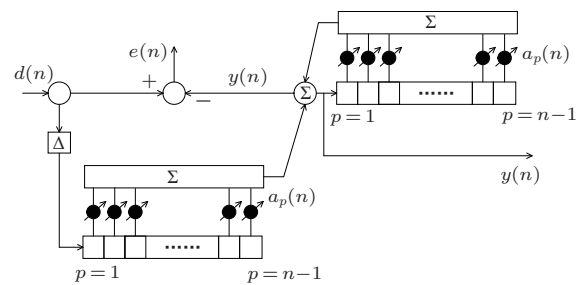 Σ
e(n)
a_p(n)
d(n)
+
y(n)
−
Σ
......
p=1
p=n−1
Δ
Σ
y(n)
a_p(n)
......
p=1
p=n−1